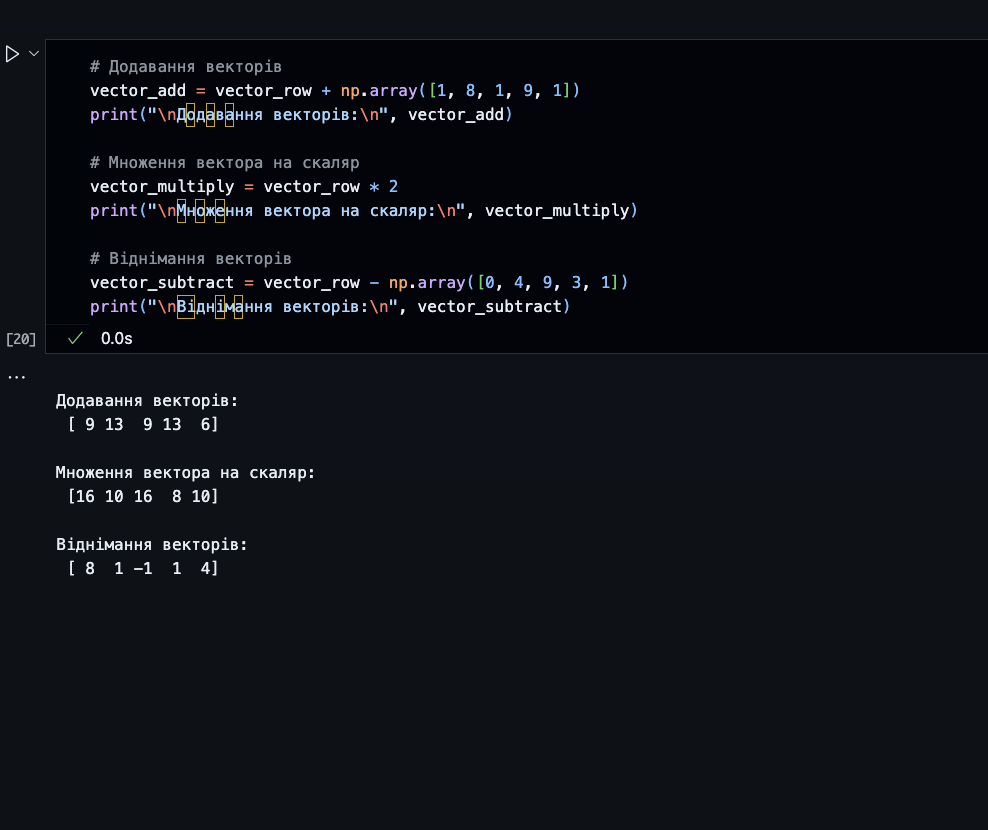 # Додавання векторів
vector_add = vector_row + np.array([1, 8, 1, 9, 1])
print("\nДодавання векторів:\n", vector_add)
# Множення вектора на скаляр
vector_multiply = vector_row * 2
print("\nМноження вектора на скаляр:\n", vector_multiply)
# Віднімання векторів
vector_subtract = vector_row - np.array([0, 4, 9, 3, 1])
print("\nВіднімання векторів:\n", vector_subtract)
[20] ✓ 0.0s
...
Додавання векторів:
[ 9 13  9 13  6]
Множення вектора на скаляр:
[16 10 16  8 10]
Віднімання векторів:
[ 8  1 -1  1  4]